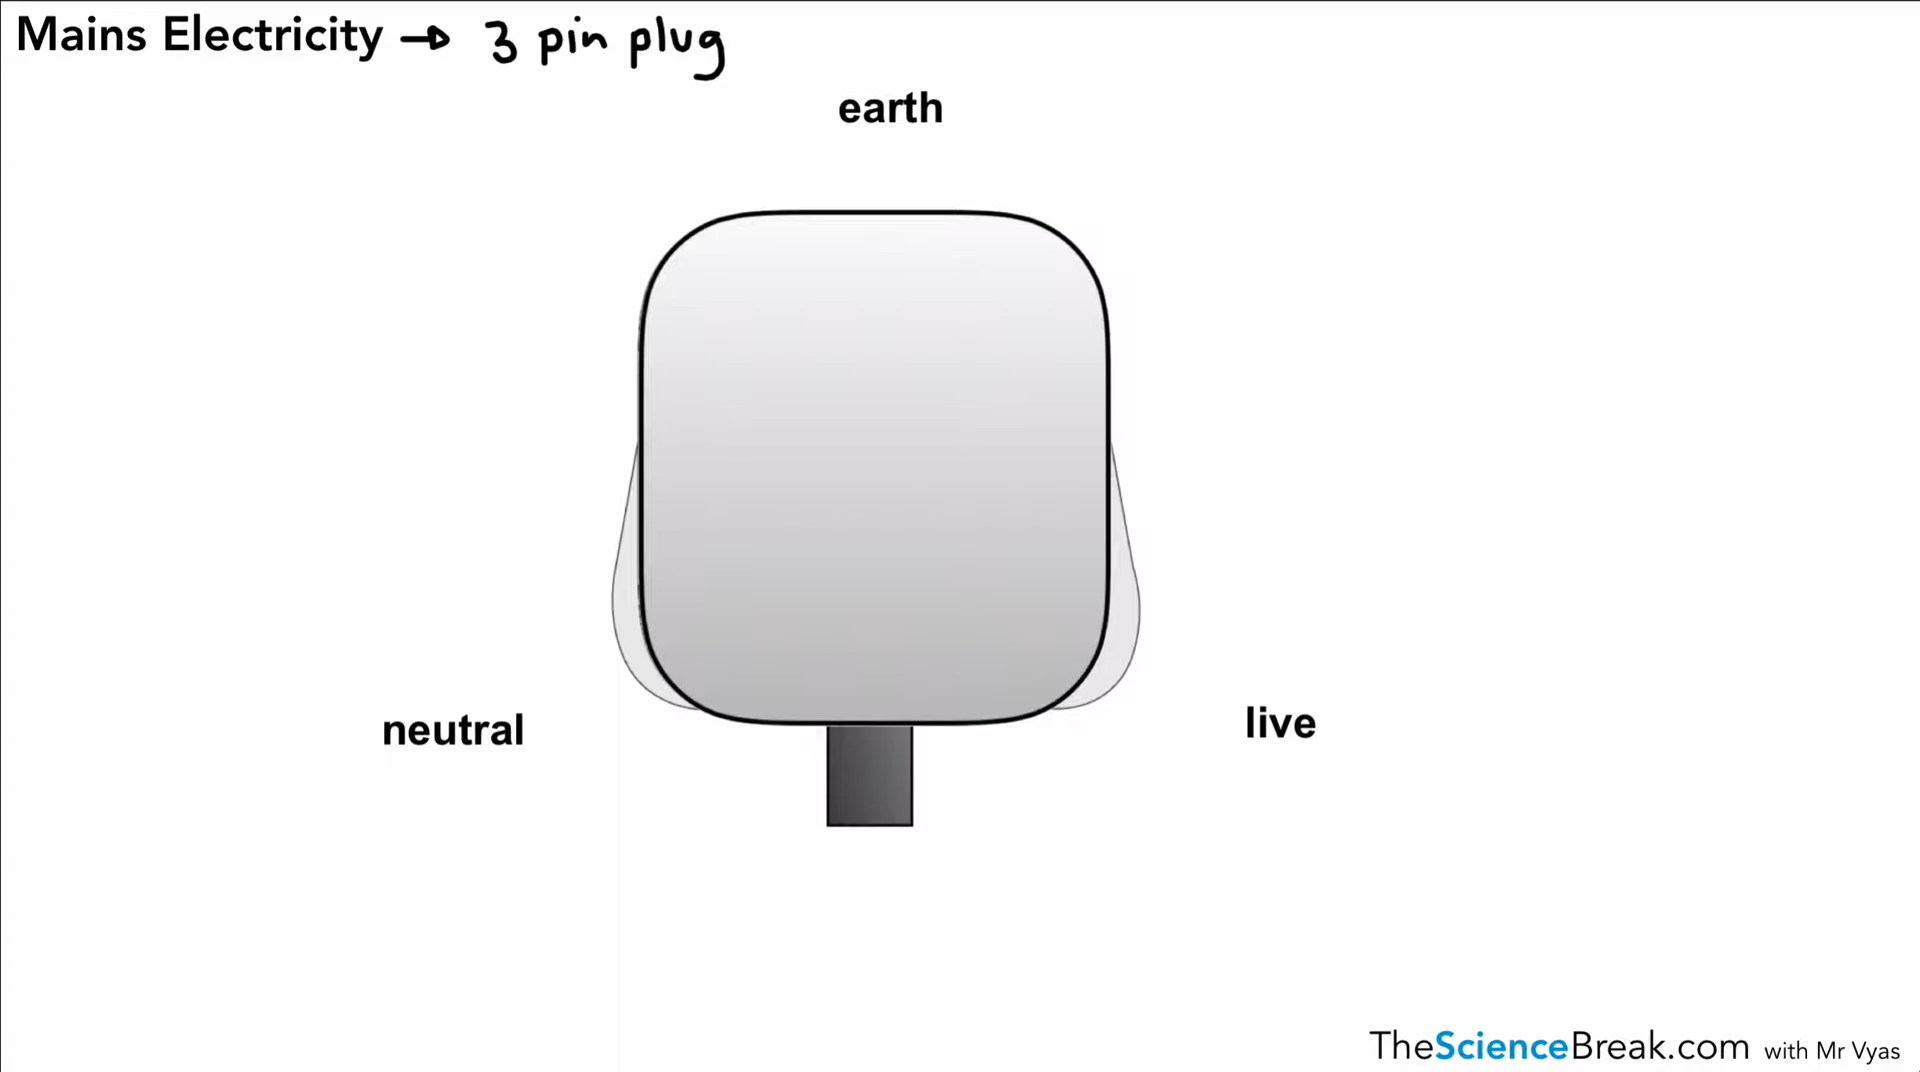 Mains Electricity → 3 pin plug
earth
neutral
live
TheScienceBreak.com with Mr Vyas